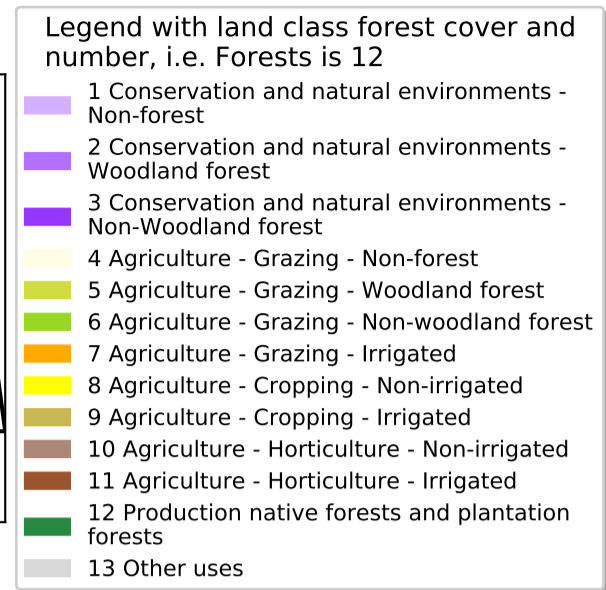 Legend with land class forest cover and
number, i.e. Forests is 12
1 Conservation and natural environments -
Non-forest
2 Conservation and natural environments -
Woodland forest
3 Conservation and natural environments -
Non-Woodland forest
4 Agriculture - Grazing - Non-forest
5 Agriculture - Grazing - Woodland forest
6 Agriculture - Grazing - Non-woodland forest
7 Agriculture - Grazing - Irrigated
8 Agriculture - Cropping - Non-irrigated
9 Agriculture - Cropping - Irrigated
10 Agriculture - Horticulture - Non-irrigated
11 Agriculture - Horticulture - Irrigated
12 Production native forests and plantation
forests
13 Other uses